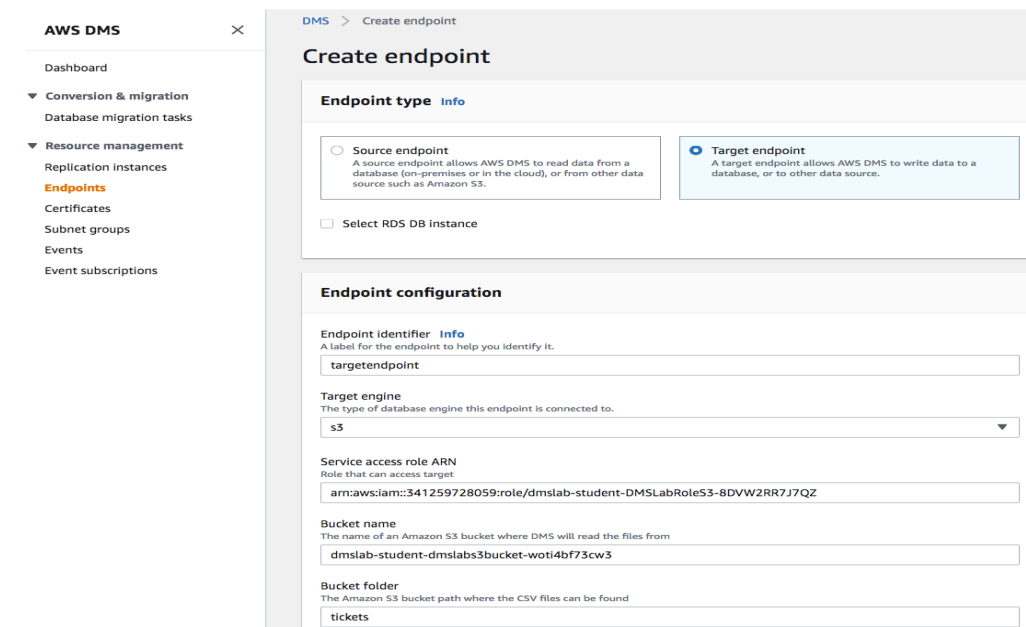 AWS DMS
Dashboard
Conversion & migration
Database migration tasks
Resource management
Replication instances
Endpoints
Certificates
Subnet groups
Events
Event subscriptions
DMS > Create endpoint
Create endpoint
Endpoint type Info
Source endpoint
A source endpoint allows AWS DMS to read data from a
database (on-premises or in the cloud), or from other data
source such as Amazon S3.
Target endpoint
A target endpoint allows AWS DMS to write data to a
database, or to other data source.
Select RDS DB instance
Endpoint configuration
Endpoint identifier Info
A label for the endpoint to help you identify it.
targetendpoint
Target engine
The type of database engine this endpoint is connected to.
s3
Service access role ARN
Role that can access target
arn:aws:iam::341259728059:role/dmslab-student-DMSLabRoleS3-8DVW2RR7J7QZ
Bucket name
The name of an Amazon S3 bucket where DMS will read the files from
dmslab-student-dmslabs3bucket-woti4bf73cw3
Bucket folder
The Amazon S3 bucket path where the CSV files can be found
tickets